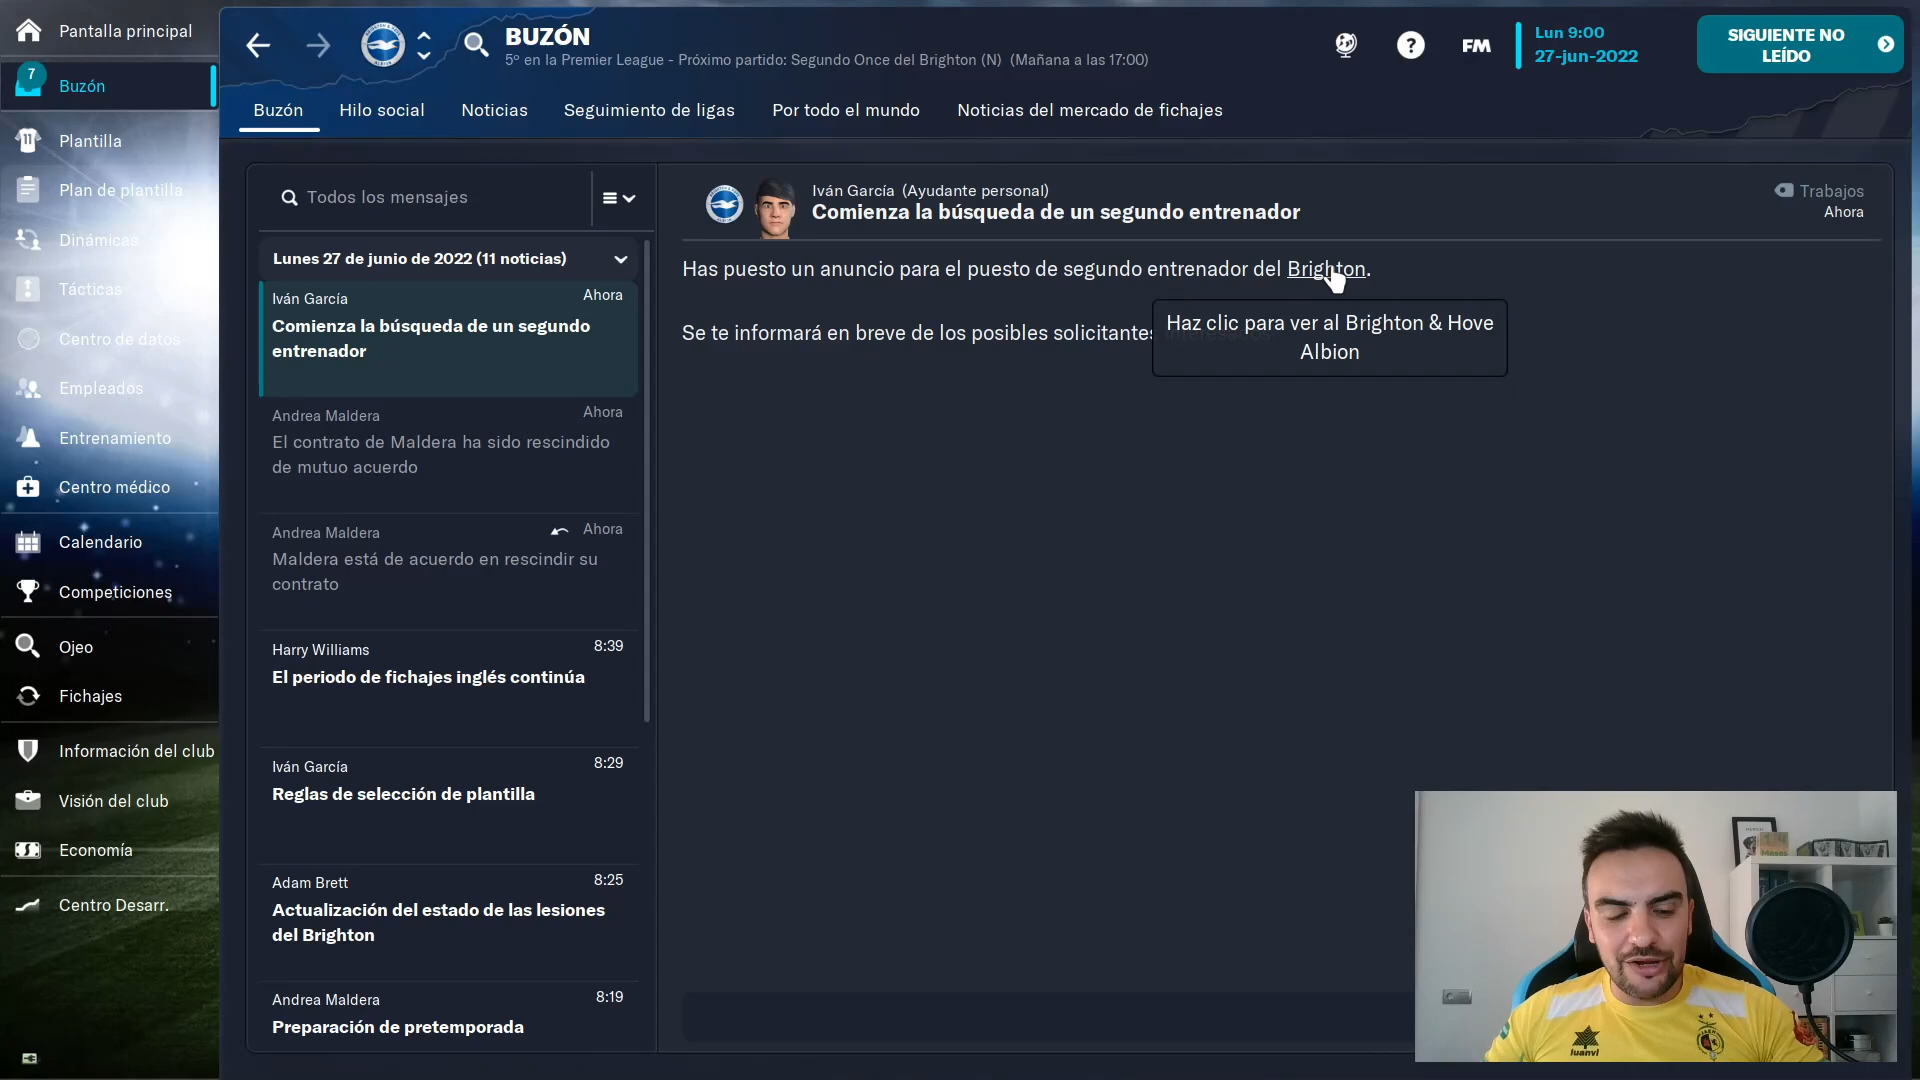 Pantalla principal
7
Buzón
Plantilla
Plan de plantilla
Dinámicas
Tácticas
Centro de datos
Empleados
Entrenamiento
Centro médico
Calendario
Competiciones
Ojeo
Fichajes
Información del club
Visión del club
Economía
Centro Desarr.
BUZÓN
5º en la Premier League - Próximo partido: Segundo Once del Brighton (N) (Mañana a las 17:00)
FM
Lun 9:00
27-jun-2022
SIGUIENTE NO
LEÍDO
Buzón
Hilo social
Noticias
Seguimiento de ligas
Por todo el mundo
Noticias del mercado de fichajes
Todos los mensajes
Lunes 27 de junio de 2022 (11 noticias)
Iván García
Ahora
Comienza la búsqueda de un segundo
entrenador
Andrea Maldera
Ahora
El contrato de Maldera ha sido rescindido
de mutuo acuerdo
Andrea Maldera
Ahora
Maldera está de acuerdo en rescindir su
contrato
Harry Williams
8:39
El periodo de fichajes inglés continúa
Iván García
8:29
Reglas de selección de plantilla
Adam Brett
8:25
Actualización del estado de las lesiones
del Brighton
Andrea Maldera
8:19
Preparación de pretemporada
Iván García (Ayudante personal)
Comienza la búsqueda de un segundo entrenador
Trabajos
Ahora
Has puesto un anuncio para el puesto de segundo entrenador del Brighton.
Se te informará en breve de los posibles solicitantes
Haz clic para ver al Brighton & Hove
Albion
luanvi